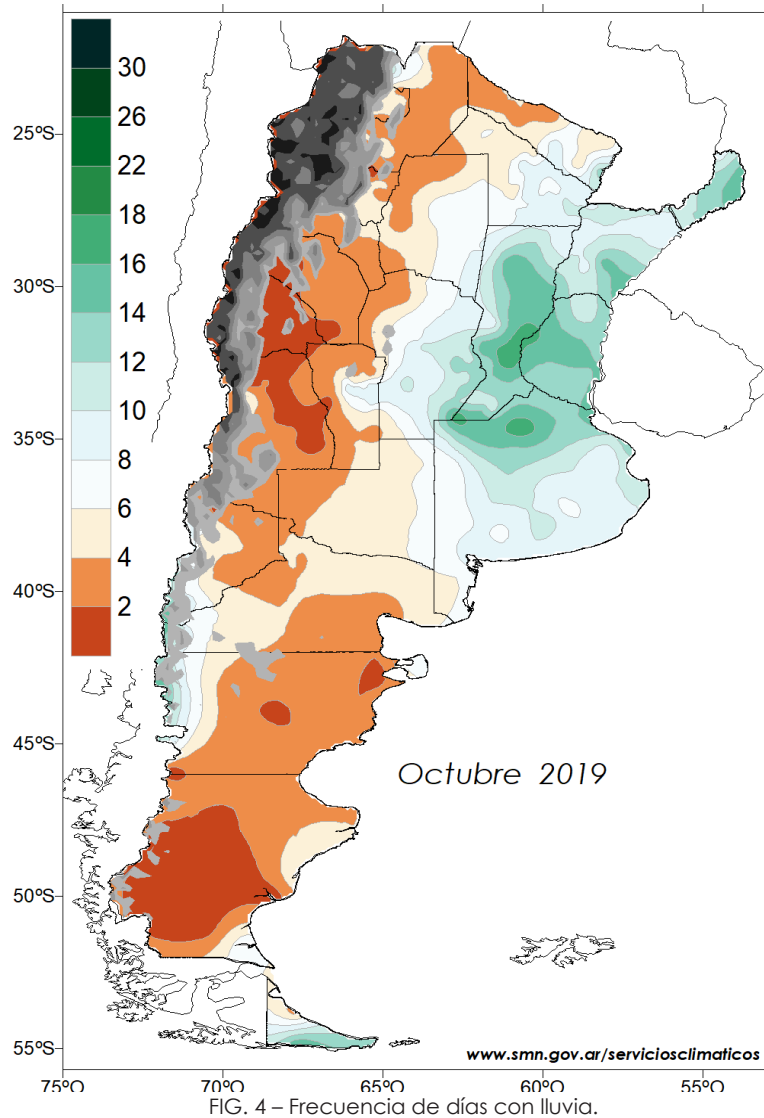 30
26
22
18
16
14
12
10
8
6
4
2
25ºS
30ºS
35ºS
40ºS
45ºS
50ºS
55ºS
Octubre 2019
www.smn.gov.ar/serviciosclimaticos
75ºO 70ºO 65ºO 60ºO 55ºO
FIG. 4 – Frecuencia de días con lluvia.